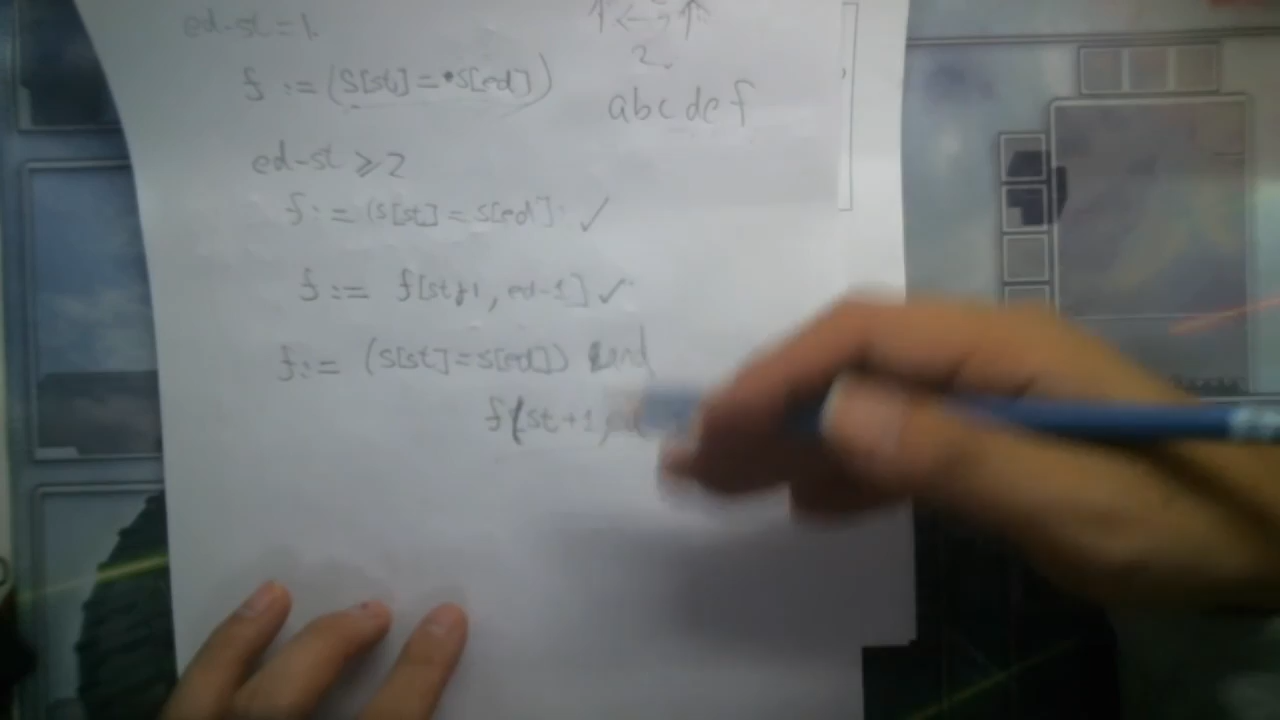 ed-st=1.
2
f := (S[st]=S[ed])
abcdef
ed-st ≥ 2
f := (s[st]=s[ed]) ✓
f := f[st+1, ed-1] ✓
f := (s[st]=s[ed]) and
f(st+1,